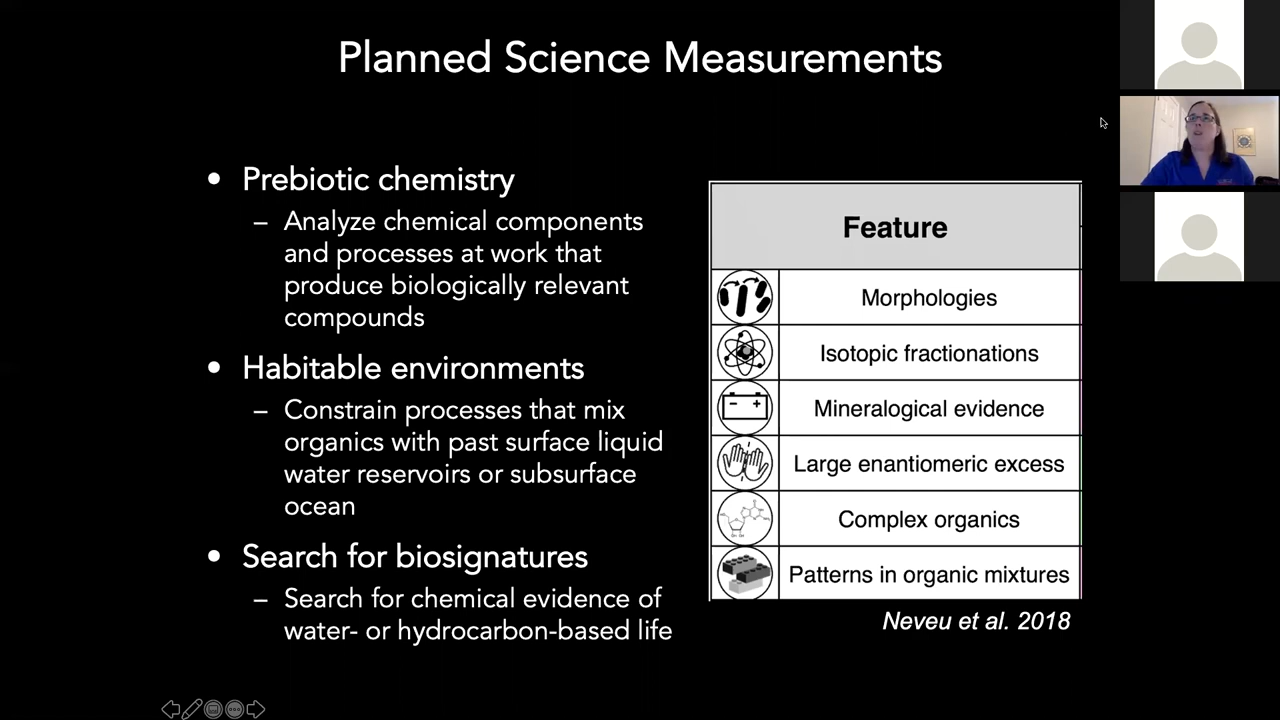 Planned Science Measurements
• Prebiotic chemistry
– Analyze chemical components
and processes at work that
produce biologically relevant
compounds
• Habitable environments
– Constrain processes that mix
organics with past surface liquid
water reservoirs or subsurface
ocean
• Search for biosignatures
– Search for chemical evidence of
water- or hydrocarbon-based life
Feature
Morphologies
Isotopic fractionations
Mineralogical evidence
Large enantiomeric excess
Complex organics
Patterns in organic mixtures
Neveu et al. 2018